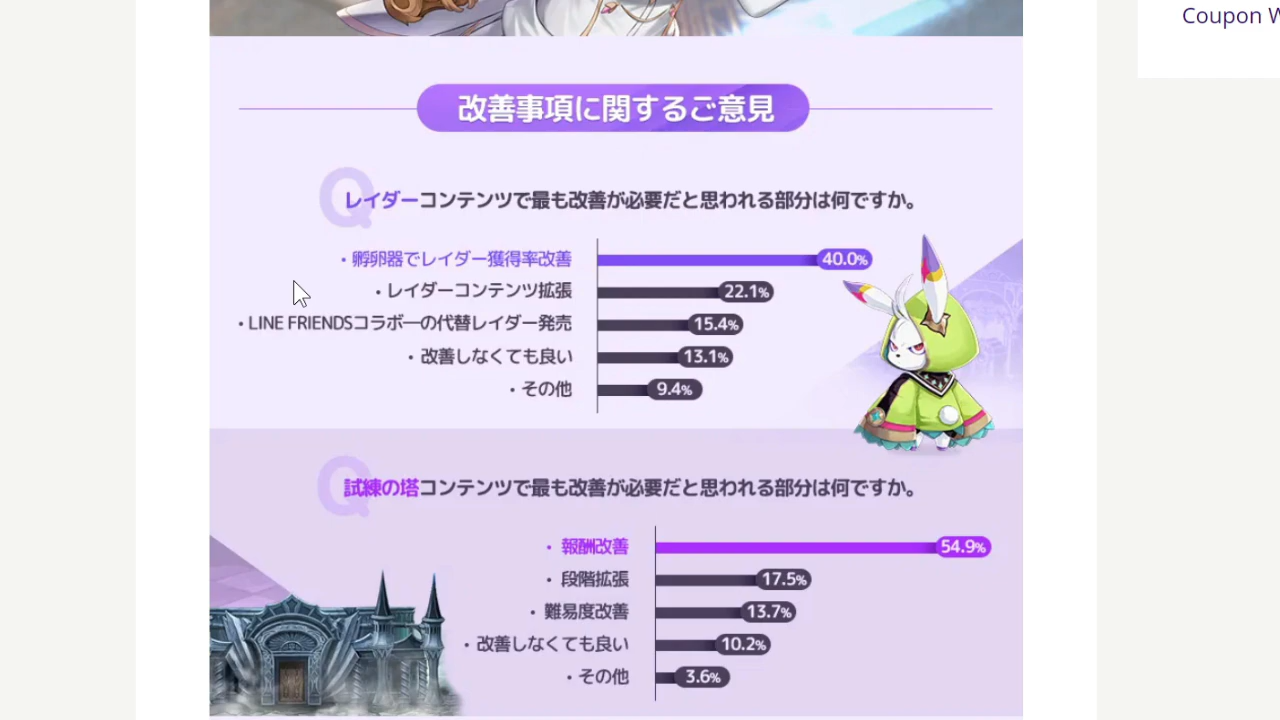 Coupon
改善事項に関するご意見
Q
レイダーコンテンツで最も改善が必要だと思われる部分は何ですか。
・孵卵器でレイダー獲得率改善 40.0%
・レイダーコンテンツ拡張 22.1%
・LINE FRIENDSコラボーの代替レイダー発売 15.4%
・改善しなくても良い 13.1%
・その他 9.4%
Q
試練の塔コンテンツで最も改善が必要だと思われる部分は何ですか。
・報酬改善 54.9%
・段階拡張 17.5%
・難易度改善 13.7%
・改善しなくても良い 10.2%
・その他 3.6%